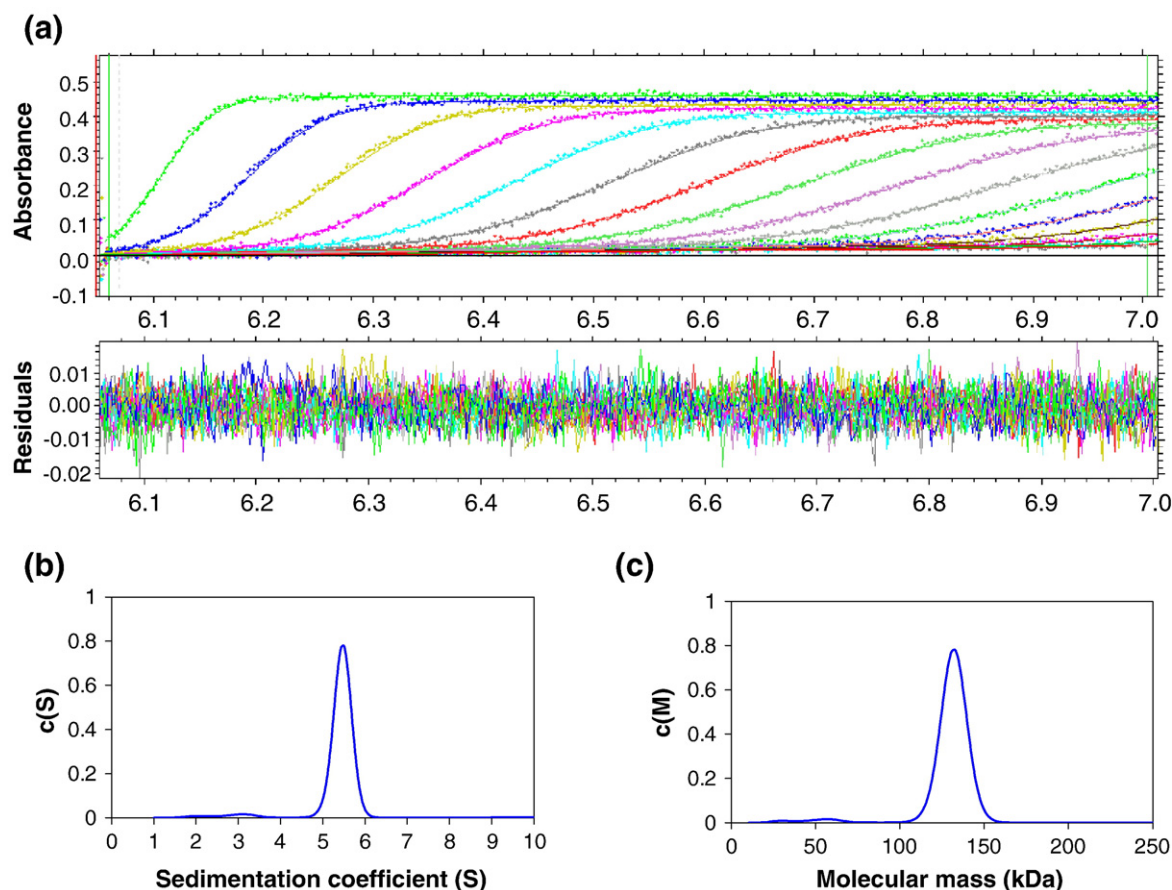 (a)
Absorbance
0.5
0.4
0.3
0.2
0.1
0.0
-0.1
6.1 6.2 6.3 6.4 6.5 6.6 6.7 6.8 6.9 7.0
Residuals
0.01
0.00
-0.01
-0.02
6.1 6.2 6.3 6.4 6.5 6.6 6.7 6.8 6.9 7.0
(b)
c(S)
1
0.8
0.6
0.4
0.2
0
0 1 2 3 4 5 6 7 8 9 10
Sedimentation coefficient (S)
(c)
c(M)
1
0.8
0.6
0.4
0.2
0
0 50 100 150 200 250
Molecular mass (kDa)